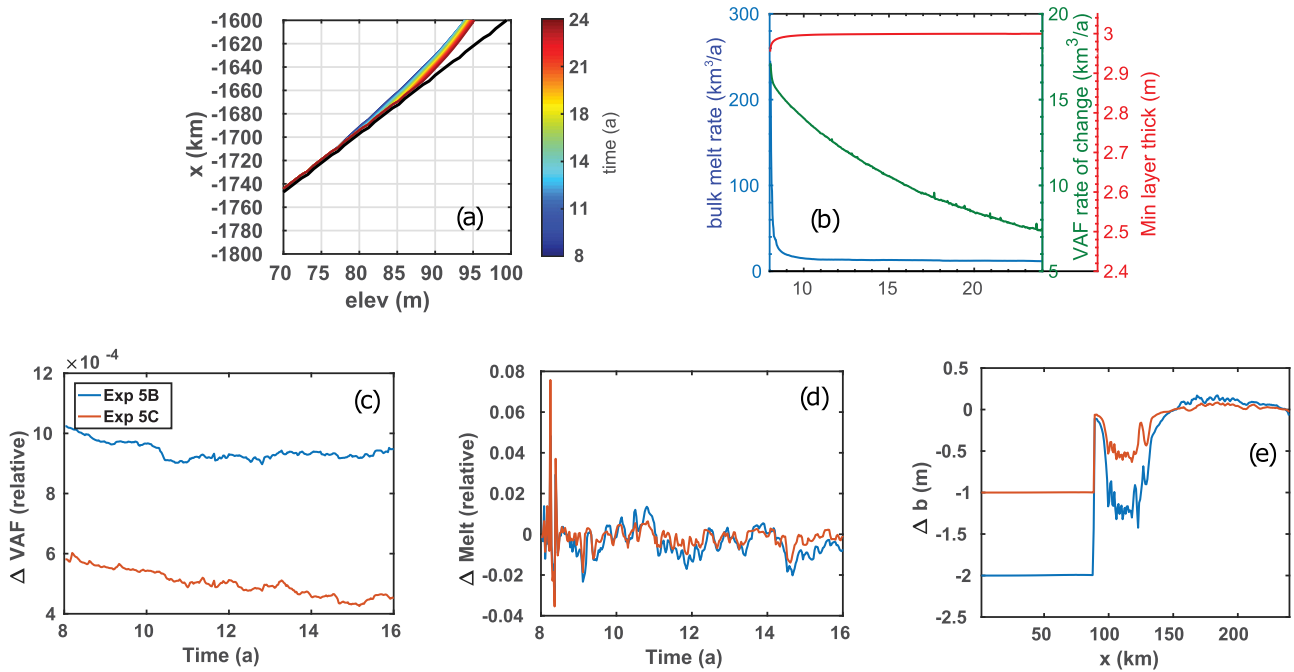 -1600
-1620
-1640
-1660
-1680
-1700
-1720
-1740
-1760
-1780
-1800
x (km)
70 75 80 85 90 95 100
elev (m)
(a)
24
22
18
14
11
8
time (a)
300
200
100
0
bulk melt rate (km3/a)
10 15 20
(b)
20
15
10
5
VAF rate of change (km3/a)
3
2.9
2.8
2.7
2.6
2.5
2.4
Min layer thick (m)
×10 -4
12
10
8
6
4
Δ VAF (relative)
Exp 5B
Exp 5C
(c)
8 10 12 14 16
Time (a)
0.08
0.06
0.04
0.02
0
-0.02
-0.04
Δ Melt (relative)
(d)
8 10 12 14 16
Time (a)
0.5
0
-0.5
-1
-1.5
-2
-2.5
Δ b (m)
(e)
50 100 150 200
x (km)